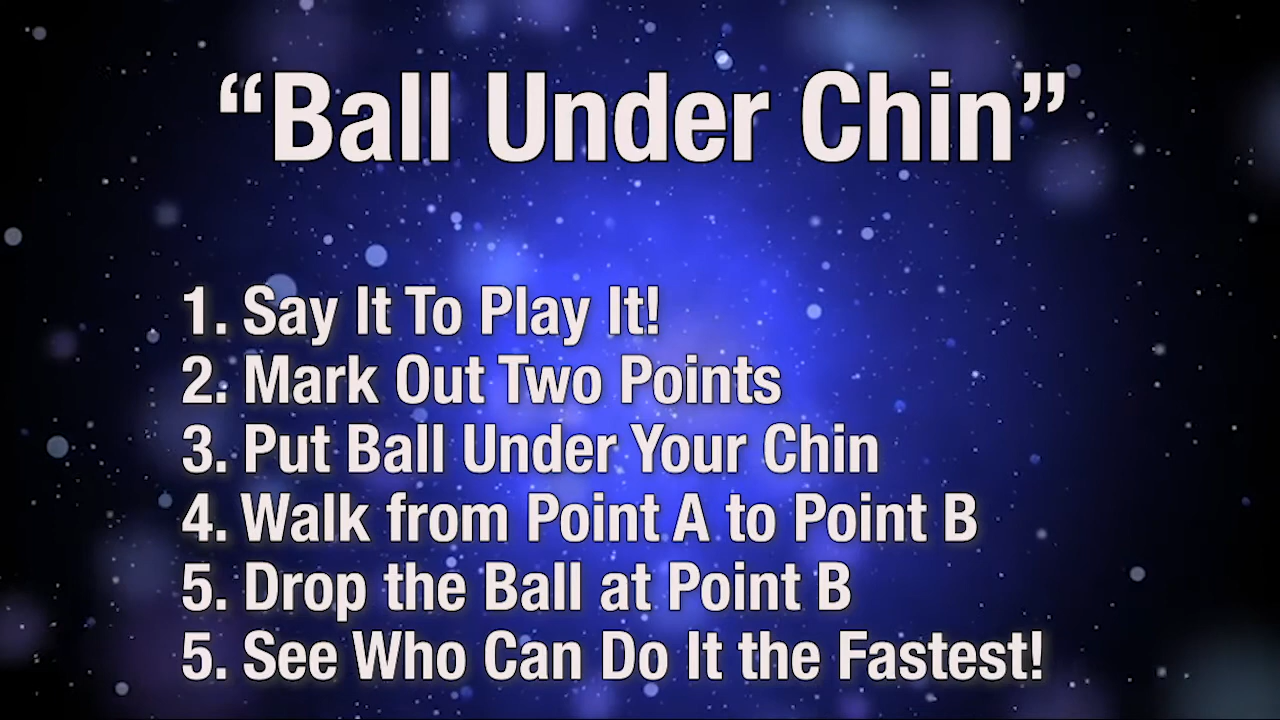 “Ball Under Chin”
1. Say It To Play It!
2. Mark Out Two Points
3. Put Ball Under Your Chin
4. Walk from Point A to Point B
5. Drop the Ball at Point B
5. See Who Can Do It the Fastest!